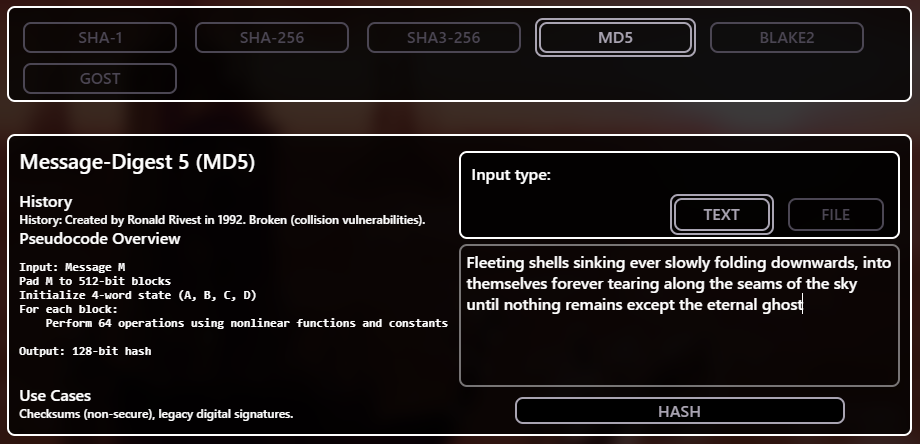 SHA-1
SHA-256
SHA3-256
MD5
BLAKE2
GOST
Message-Digest 5 (MD5)
History
History: Created by Ronald Rivest in 1992. Broken (collision vulnerabilities).
Pseudocode Overview
Input: Message M
Pad M to 512-bit blocks
Initialize 4-word state (A, B, C, D)
For each block:
    Perform 64 operations using nonlinear functions and constants
Output: 128-bit hash
Use Cases
Checksums (non-secure), legacy digital signatures.
Input type:
TEXT
FILE
Fleeting shells sinking ever slowly folding downwards, into
themselves forever tearing along the seams of the sky
until nothing remains except the eternal ghost
HASH